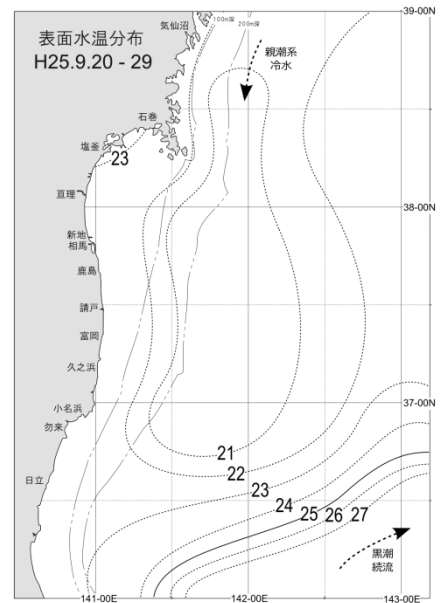 表面水温分布
H25.9.20 - 29
気仙沼
100m深
200m深
39-00N
親潮系
冷水
石巻
塩釜
23
亘理
38-00N
新地
相馬
鹿島
請戸
富岡
久之浜
37-00N
小名浜
勿来
21
22
23
24
25
26
27
日立
黒潮
続流
141-00E
142-00E
143-00E